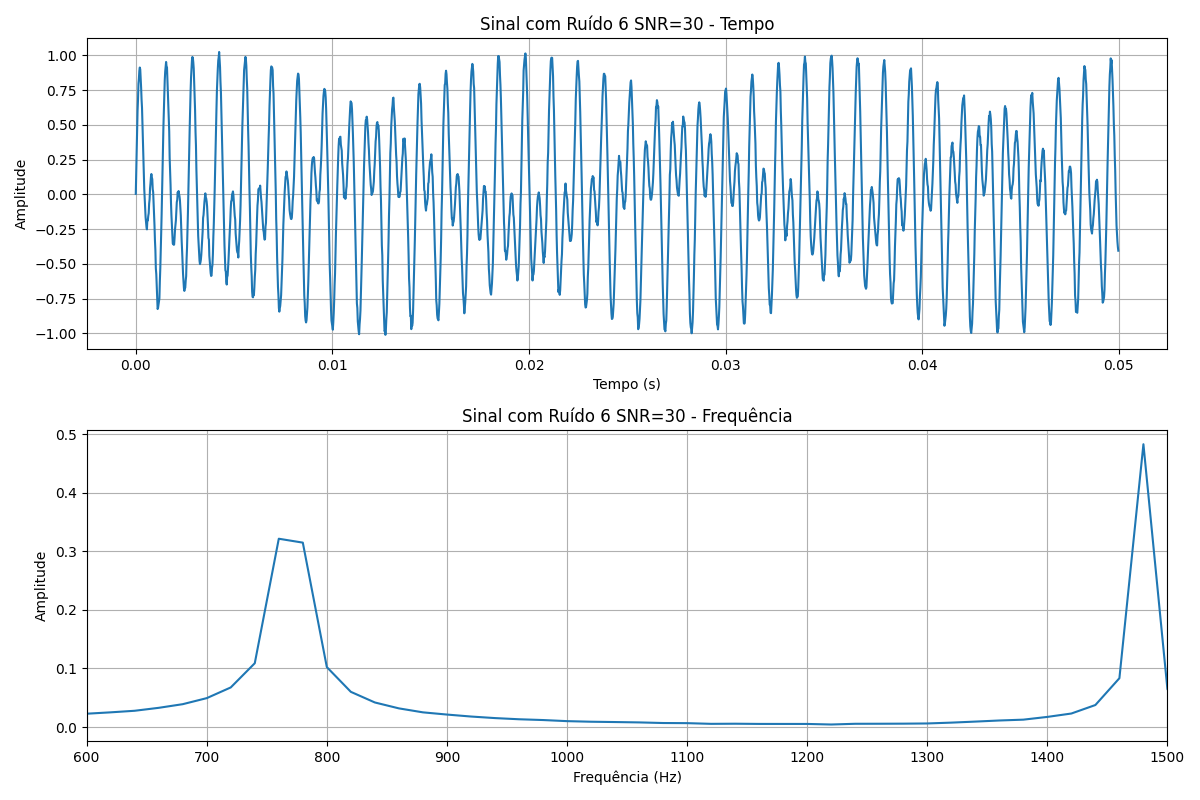 Sinal com Ruído 6 SNR=30 - Tempo
1.00
0.75
0.50
0.25
0.00
−0.25
−0.50
−0.75
−1.00
Amplitude
0.00 0.01 0.02 0.03 0.04 0.05
Tempo (s)
Sinal com Ruído 6 SNR=30 - Frequência
0.5
0.4
0.3
0.2
0.1
0.0
Amplitude
600 700 800 900 1000 1100 1200 1300 1400 1500
Frequência (Hz)